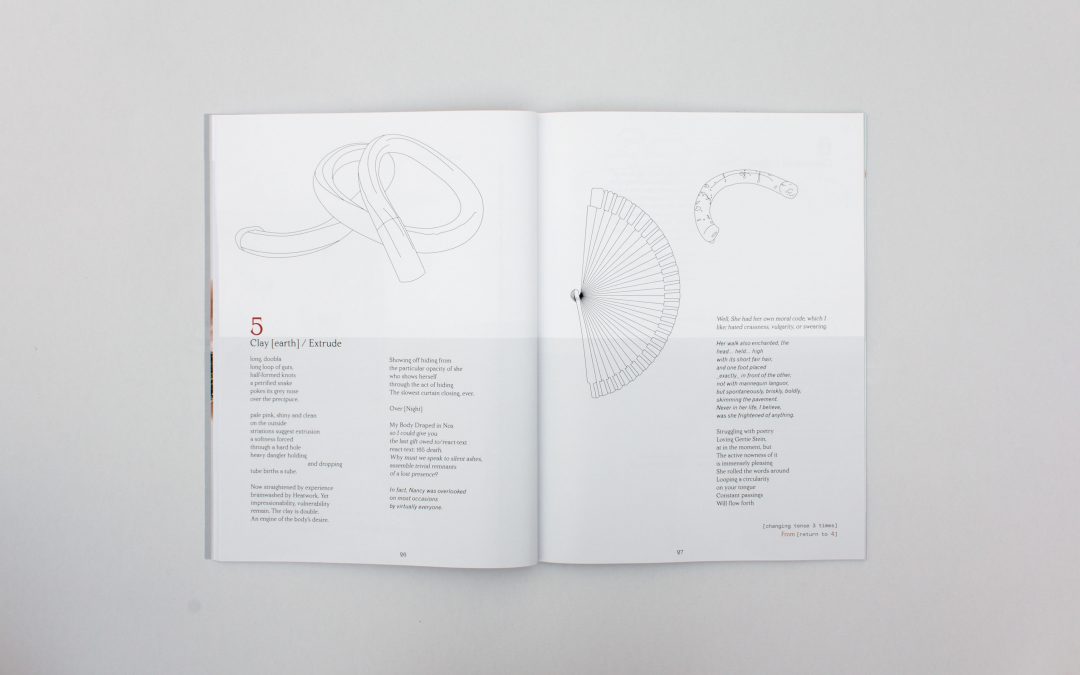 5
Clay [earth] / Extrude
long, doobla
long loop of guts,
half-formed knots
a petrified snake
pokes its grey nose
over the precipure.
pale pink, shiny and clean
on the outside
striations suggest extrusion
a softness forced
through a hard hole
heavy dangler holding
and dropping
tube births a tube.
Now straightened by experience
brainwashed by Heatwork. Yet
impressionability, vulnerability
remain. The clay is double.
An engine of the body's desire.
Showing off hiding from
the particular opacity of she
who shows herself
through the act of hiding
The slowest curtain closing, ever.
Over [Night]
My Body Draped in Nox
so I could give you
the last gift owed to react-text
react-text: 165 death.
Why must we speak to silent ashes,
assemble trivial remnants
of a lost presence?
In fact, Nancy was overlooked
on most occasions
by virtually everyone.
26
Well. She had her own moral code, which I
like: hated crassness, vulgarity, or swearing.
Her walk also enchanted, the
head... held... high
with its short fair hair,
and one foot placed
_exactly_ in front of the other,
not with mannequin languor,
but spontaneously, briskly, boldly,
skimming the pavement.
Never in her life, I believe,
was she frightened of anything.
Struggling with poetry
Loving Gertie Stein,
at in the moment, but
The active nowness of it
is immensely pleasing
She rolled the words around
Looping a circularity
on your tongue
Constant passings
Will flow forth
[changing tense 3 times]
From [return to 4]
27